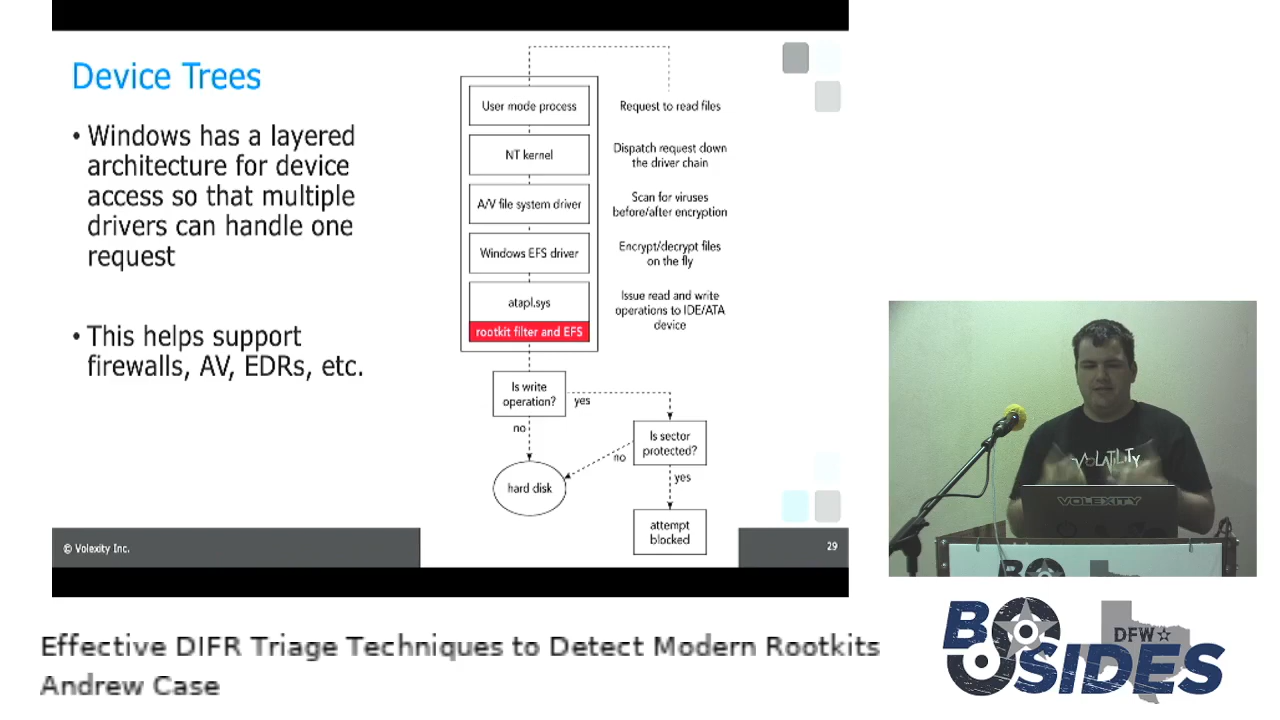 Device Trees
• Windows has a layered
architecture for device
access so that multiple
drivers can handle one
request
• This helps support
firewalls, AV, EDRs, etc.
User mode process
Request to read files
NT kernel
Dispatch request down
the driver chain
A/V file system driver
Scan for viruses
before/after encryption
Windows EFS driver
Encrypt/decrypt files
on the fly
atapl.sys
Issue read and write
operations to IDE/ATA
device
rootkit filter and EFS
Is write
operation?
yes
no
Is sector
protected?
no
yes
hard disk
attempt
blocked
© Volexity Inc.
29
VOLATILITY
VOLEXITY
BO
Effective DIFR Triage Techniques to Detect Modern Rootkits
Andrew Case
BSIDES
DFW